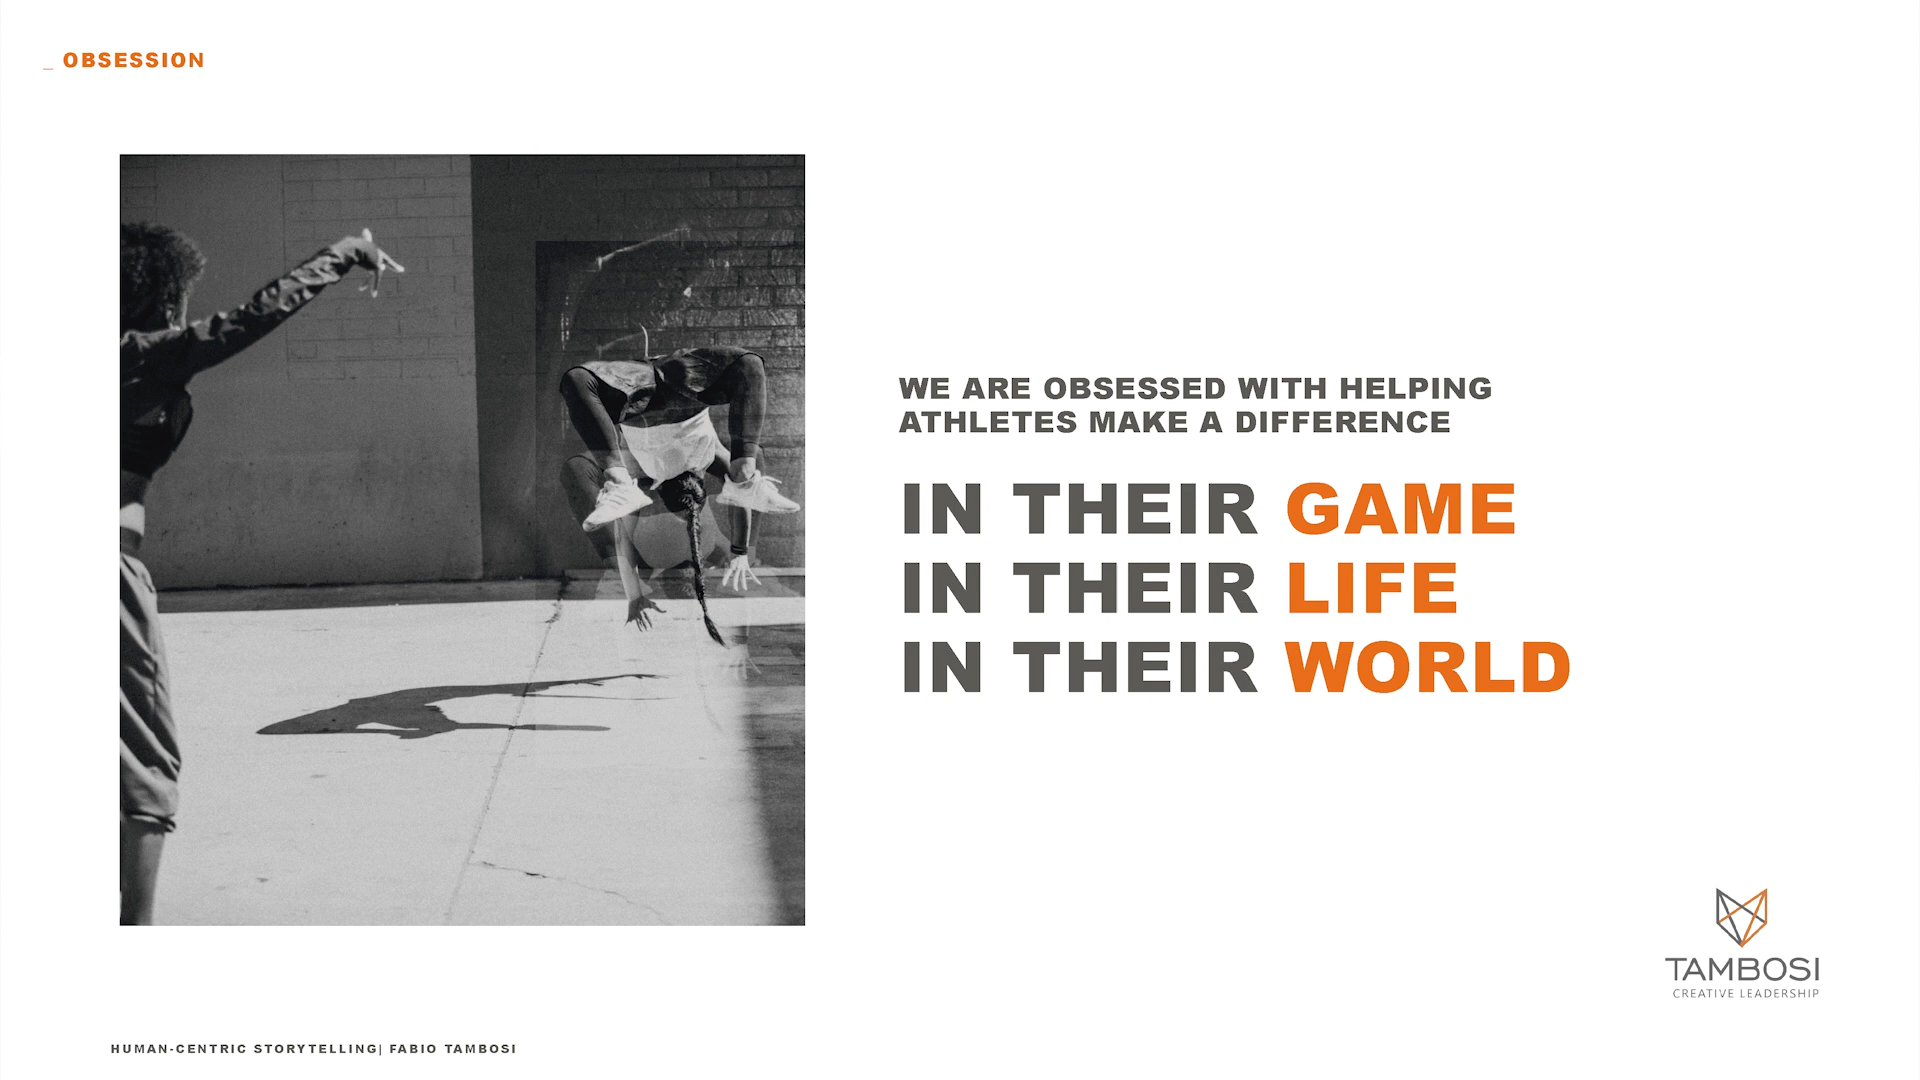 _ OBSESSION
WE ARE OBSESSED WITH HELPING
ATHLETES MAKE A DIFFERENCE
IN THEIR GAME
IN THEIR LIFE
IN THEIR WORLD
TAMBOSI
CREATIVE LEADERSHIP
HUMAN-CENTRIC STORYTELLING| FABIO TAMBOSI